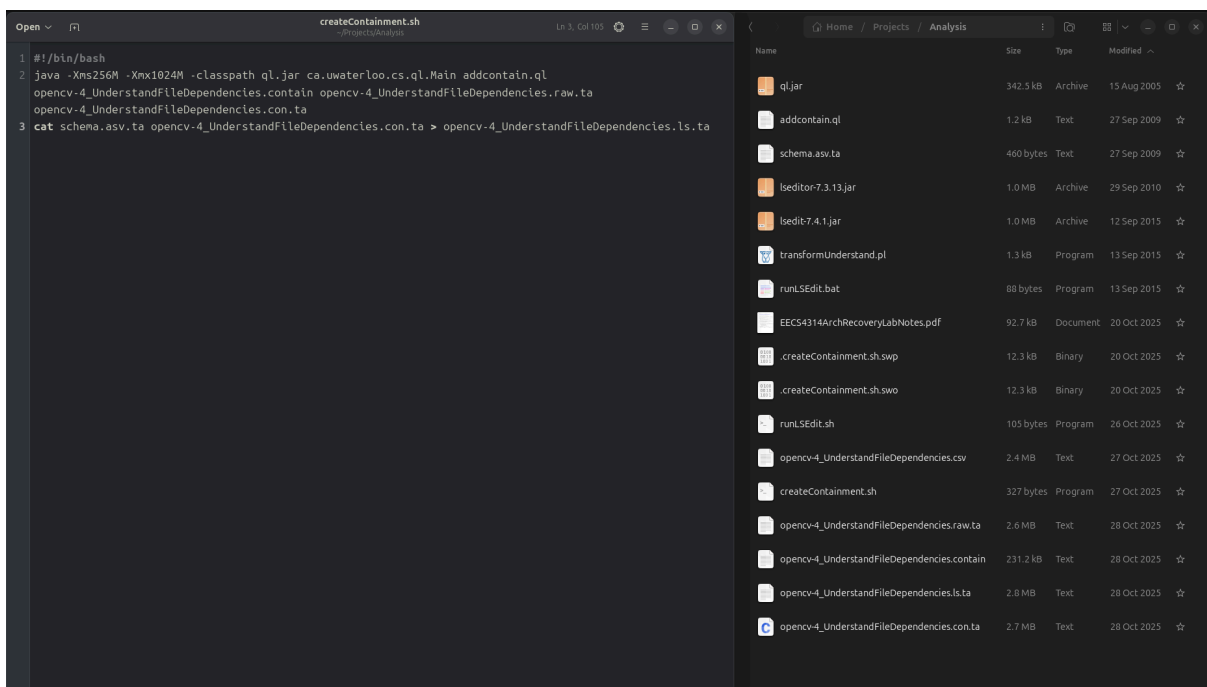 Open
createContainment.sh
~/Projects/Analysis
Ln 3, Col 105
1 #!/bin/bash
2 java -Xms256M -Xmx1024M -classpath ql.jar ca.uwaterloo.cs.ql.Main addcontain.ql
opencv-4_UnderstandFileDependencies.contain opencv-4_UnderstandFileDependencies.raw.ta
opencv-4_UnderstandFileDependencies.con.ta
3 cat schema.asv.ta opencv-4_UnderstandFileDependencies.con.ta > opencv-4_UnderstandFileDependencies.ls.ta
Home / Projects / Analysis
Name Size Type Modified
ql.jar 342.5 kB Archive 15 Aug 2005
addcontain.ql 1.2 kB Text 27 Sep 2009
schema.asv.ta 460 bytes Text 27 Sep 2009
lseditor-7.3.13.jar 1.0 MB Archive 29 Sep 2010
lsedit-7.4.1.jar 1.0 MB Archive 12 Sep 2015
transformUnderstand.pl 1.3 kB Program 13 Sep 2015
runLSEdit.bat 88 bytes Program 13 Sep 2015
EECS4314ArchRecoveryLabNotes.pdf 92.7 kB Document 20 Oct 2025
.createContainment.sh.swp 12.3 kB Binary 20 Oct 2025
.createContainment.sh.swo 12.3 kB Binary 20 Oct 2025
runLSEdit.sh 105 bytes Program 26 Oct 2025
opencv-4_UnderstandFileDependencies.csv 2.4 MB Text 27 Oct 2025
createContainment.sh 327 bytes Program 27 Oct 2025
opencv-4_UnderstandFileDependencies.raw.ta 2.6 MB Text 28 Oct 2025
opencv-4_UnderstandFileDependencies.contain 231.2 kB Text 28 Oct 2025
opencv-4_UnderstandFileDependencies.ls.ta 2.8 MB Text 28 Oct 2025
opencv-4_UnderstandFileDependencies.con.ta 2.7 MB Text 28 Oct 2025